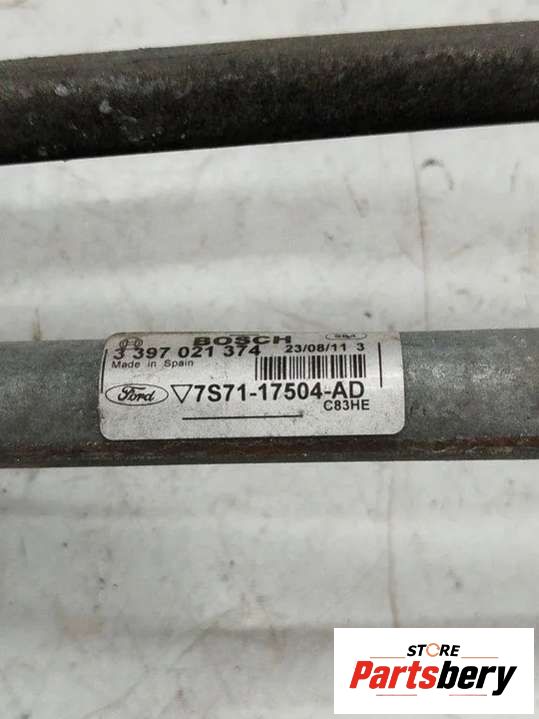 BOSCH
3 397 021 374 23/08/11 3
Made in Spain
Ford ▽7S71-17504-AD
C83HE
STORE
Partsbery